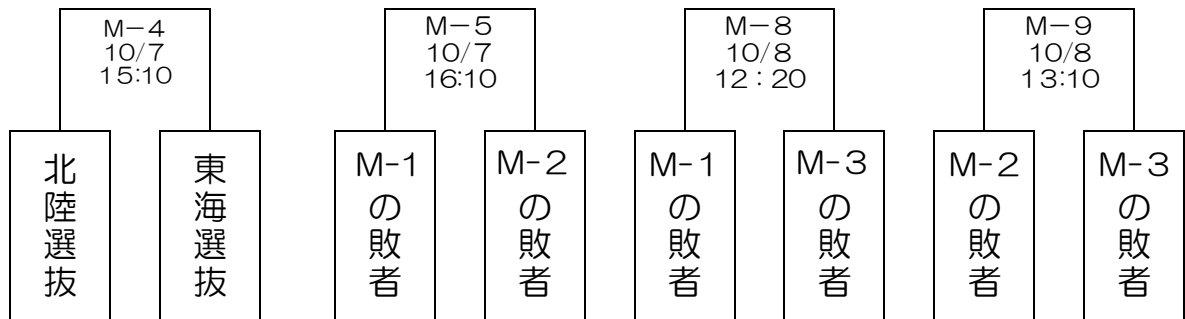 M－4
10/7
15:10
北陸選抜
東海選抜
M－5
10/7
16:10
M-1の敗者
M-2の敗者
M－8
10/8
12：20
M-1の敗者
M-3の敗者
M－9
10/8
13:10
M-2の敗者
M-3の敗者